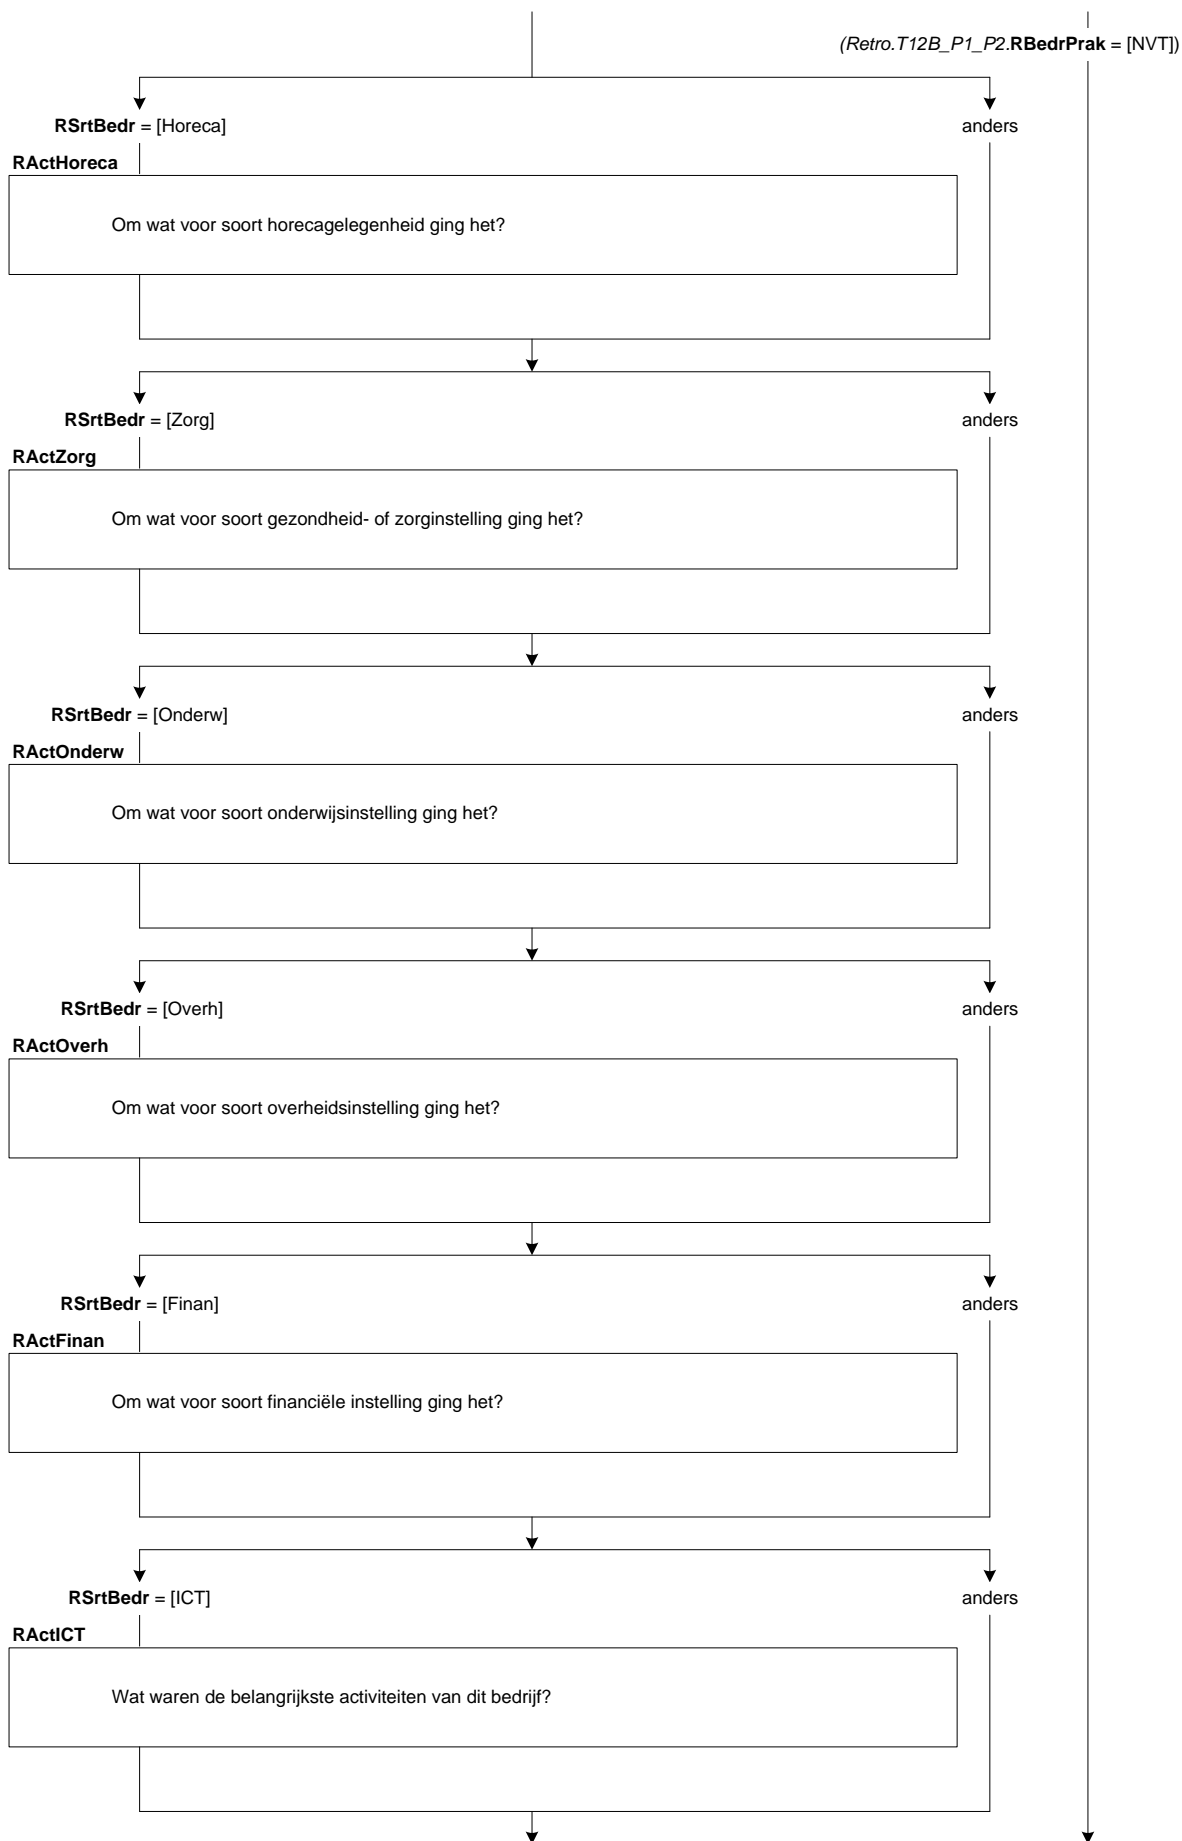 (Retro.T12B_P1_P2.RBedrPrak = [NVT])
RSrtBedr = [Horeca] anders
RActHoreca
Om wat voor soort horecagelegenheid ging het?
RSrtBedr = [Zorg] anders
RActZorg
Om wat voor soort gezondheid- of zorginstelling ging het?
RSrtBedr = [Onderw] anders
RActOnderw
Om wat voor soort onderwijsinstelling ging het?
RSrtBedr = [Overh] anders
RActOverh
Om wat voor soort overheidsinstelling ging het?
RSrtBedr = [Finan] anders
RActFinan
Om wat voor soort financiële instelling ging het?
RSrtBedr = [ICT] anders
RActICT
Wat waren de belangrijkste activiteiten van dit bedrijf?